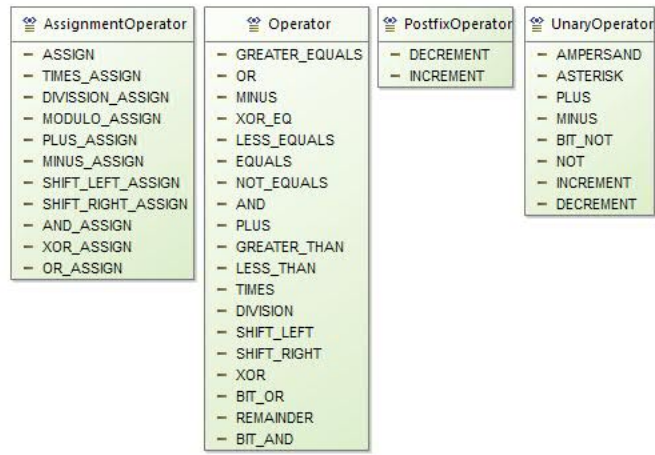 AssignmentOperator
ASSIGN
TIMES_ASSIGN
DIVISSION_ASSIGN
MODULO_ASSIGN
PLUS_ASSIGN
MINUS_ASSIGN
SHIFT_LEFT_ASSIGN
SHIFT_RIGHT_ASSIGN
AND_ASSIGN
XOR_ASSIGN
OR_ASSIGN
Operator
GREATER_EQUALS
OR
MINUS
XOR_EQ
LESS_EQUALS
EQUALS
NOT_EQUALS
AND
PLUS
GREATER_THAN
LESS_THAN
TIMES
DIVISION
SHIFT_LEFT
SHIFT_RIGHT
XOR
BIT_OR
REMAINDER
BIT_AND
PostfixOperator
DECREMENT
INCREMENT
UnaryOperator
AMPERSAND
ASTERISK
PLUS
MINUS
BIT_NOT
NOT
INCREMENT
DECREMENT